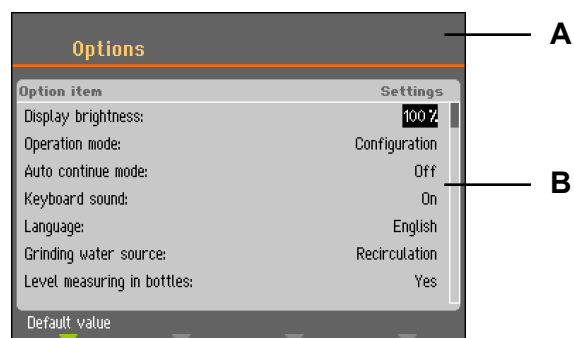 Options
A
Option item Settings
Display brightness: 100%
Operation mode: Configuration
Auto continue mode: Off
B
Keyboard sound: On
Language: English
Grinding water source: Recirculation
Level measuring in bottles: Yes
Default value